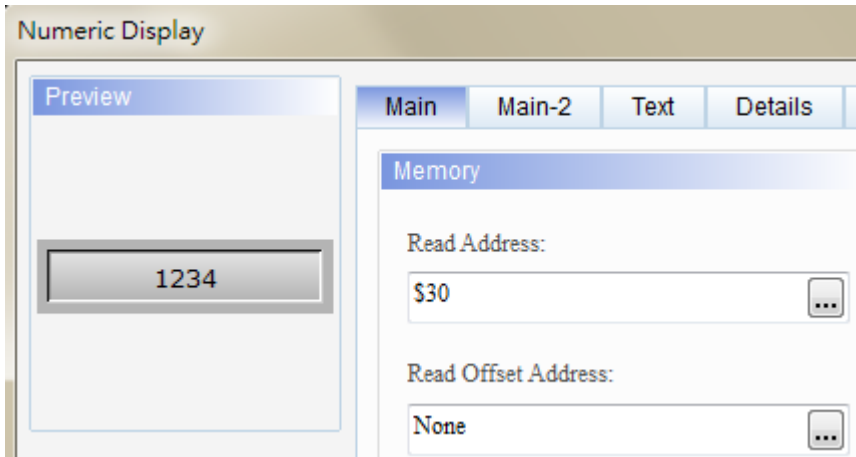 Numeric Display
Preview
Main Main-2 Text Details
Memory
1234
Read Address:
$30
...
Read Offset Address:
None
...